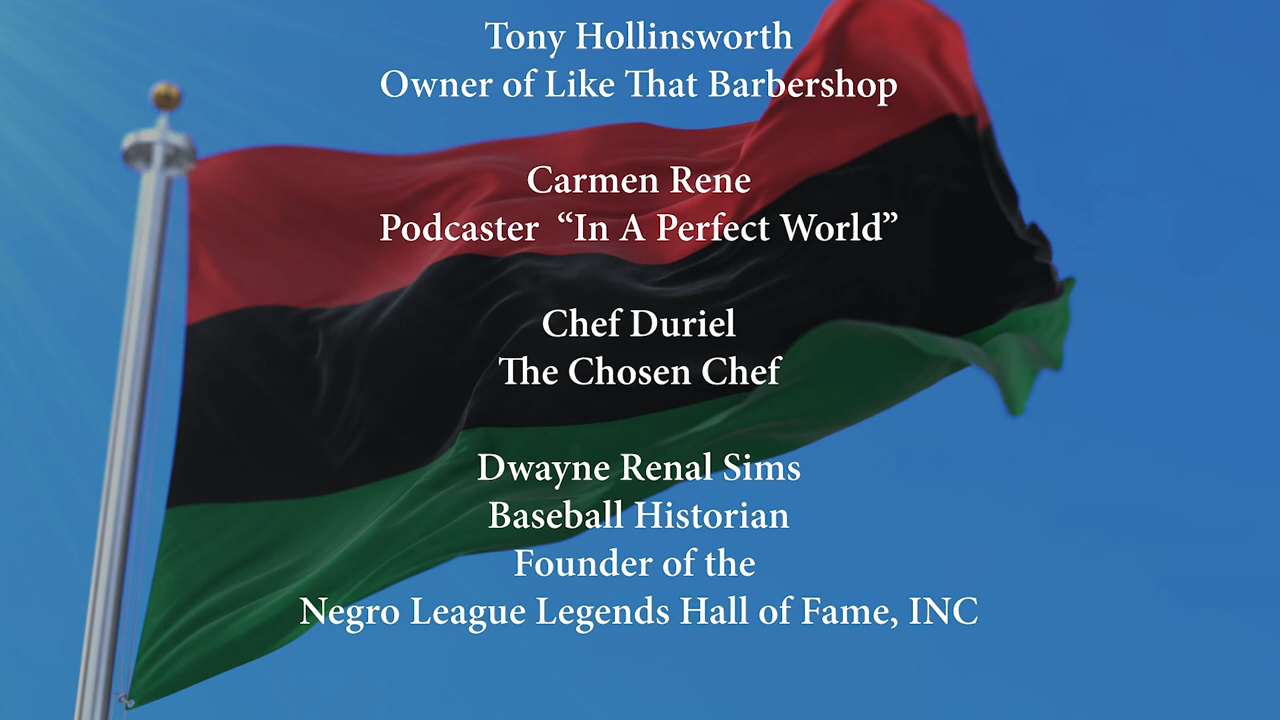 Tony Hollinsworth
Owner of Like That Barbershop
Carmen Rene
Podcaster  “In A Perfect World”
Chef Duriel
The Chosen Chef
Dwayne Renal Sims
Baseball Historian
Founder of the
Negro League Legends Hall of Fame, INC